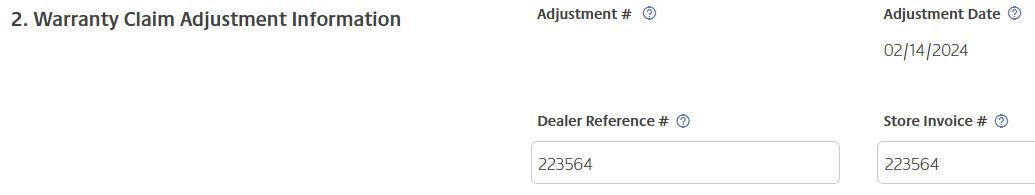 2. Warranty Claim Adjustment Information
Adjustment # ?
Adjustment Date ?
02/14/2024
Dealer Reference # ?
Store Invoice # ?
223564
223564